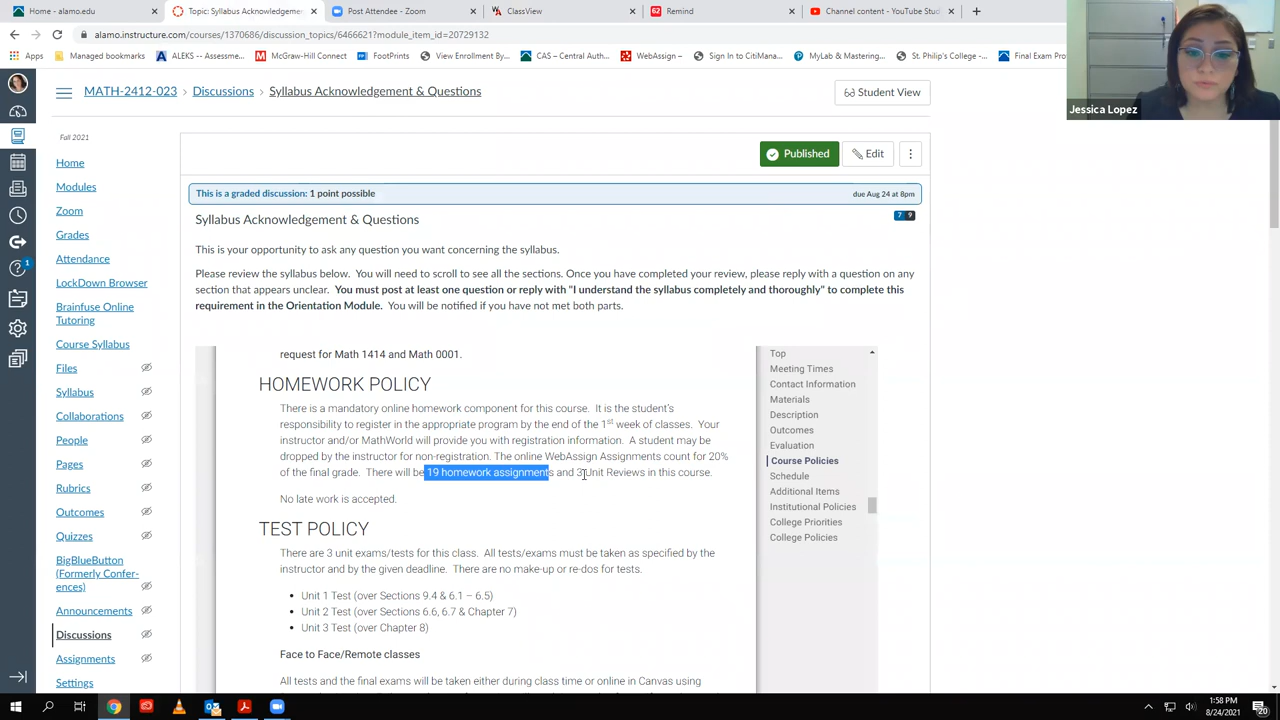 Home - alamo.edu
Topic: Syllabus Acknowledgemen
Post Attendee - Zoom
ClassView
Remind
Channel content - YouTube Stud
alamo.instructure.com/courses/1370686/discussion_topics/6466621?module_item_id=20729132
Apps
Managed bookmarks
ALEKS -- Assessme...
McGraw-Hill Connect
FootPrints
View Enrollment By...
CAS – Central Auth...
WebAssign –
Sign In to CitiMana...
MyLab & Mastering...
St. Philip's College -...
Final Exam Pro
Jessica Lopez
MATH-2412-023
Discussions
Syllabus Acknowledgement & Questions
Student View
Fall 2021
Home
Modules
Zoom
Grades
Attendance
LockDown Browser
Brainfuse Online
Tutoring
Course Syllabus
Files
Syllabus
Collaborations
People
Pages
Rubrics
Outcomes
Quizzes
BigBlueButton
(Formerly Confer-
ences)
Announcements
Discussions
Assignments
Settings
Published
Edit
This is a graded discussion: 1 point possible
due Aug 24 at 8pm
Syllabus Acknowledgement & Questions
7 9
This is your opportunity to ask any question you want concerning the syllabus.
Please review the syllabus below. You will need to scroll to see all the sections. Once you have completed your review, please reply with a question on any
section that appears unclear. You must post at least one question or reply with "I understand the syllabus completely and thoroughly" to complete this
requirement in the Orientation Module. You will be notified if you have not met both parts.
request for Math 1414 and Math 0001.
HOMEWORK POLICY
There is a mandatory online homework component for this course. It is the student's
responsibility to register in the appropriate program by the end of the 1st week of classes. Your
instructor and/or MathWorld will provide you with registration information. A student may be
dropped by the instructor for non-registration. The online WebAssign Assignments count for 20%
of the final grade. There will be 19 homework assignments and 3 Unit Reviews in this course.
No late work is accepted.
TEST POLICY
There are 3 unit exams/tests for this class. All tests/exams must be taken as specified by the
instructor and by the given deadline. There are no make-up or re-dos for tests.
• Unit 1 Test (over Sections 9.4 & 6.1 – 6.5)
• Unit 2 Test (over Sections 6.6, 6.7 & Chapter 7)
• Unit 3 Test (over Chapter 8)
Face to Face/Remote classes
All tests and the final exams will be taken either during class time or online in Canvas using
Top
Meeting Times
Contact Information
Materials
Description
Outcomes
Evaluation
Course Policies
Schedule
Additional Items
Institutional Policies
College Priorities
College Policies
1:58 PM
8/24/2021
20